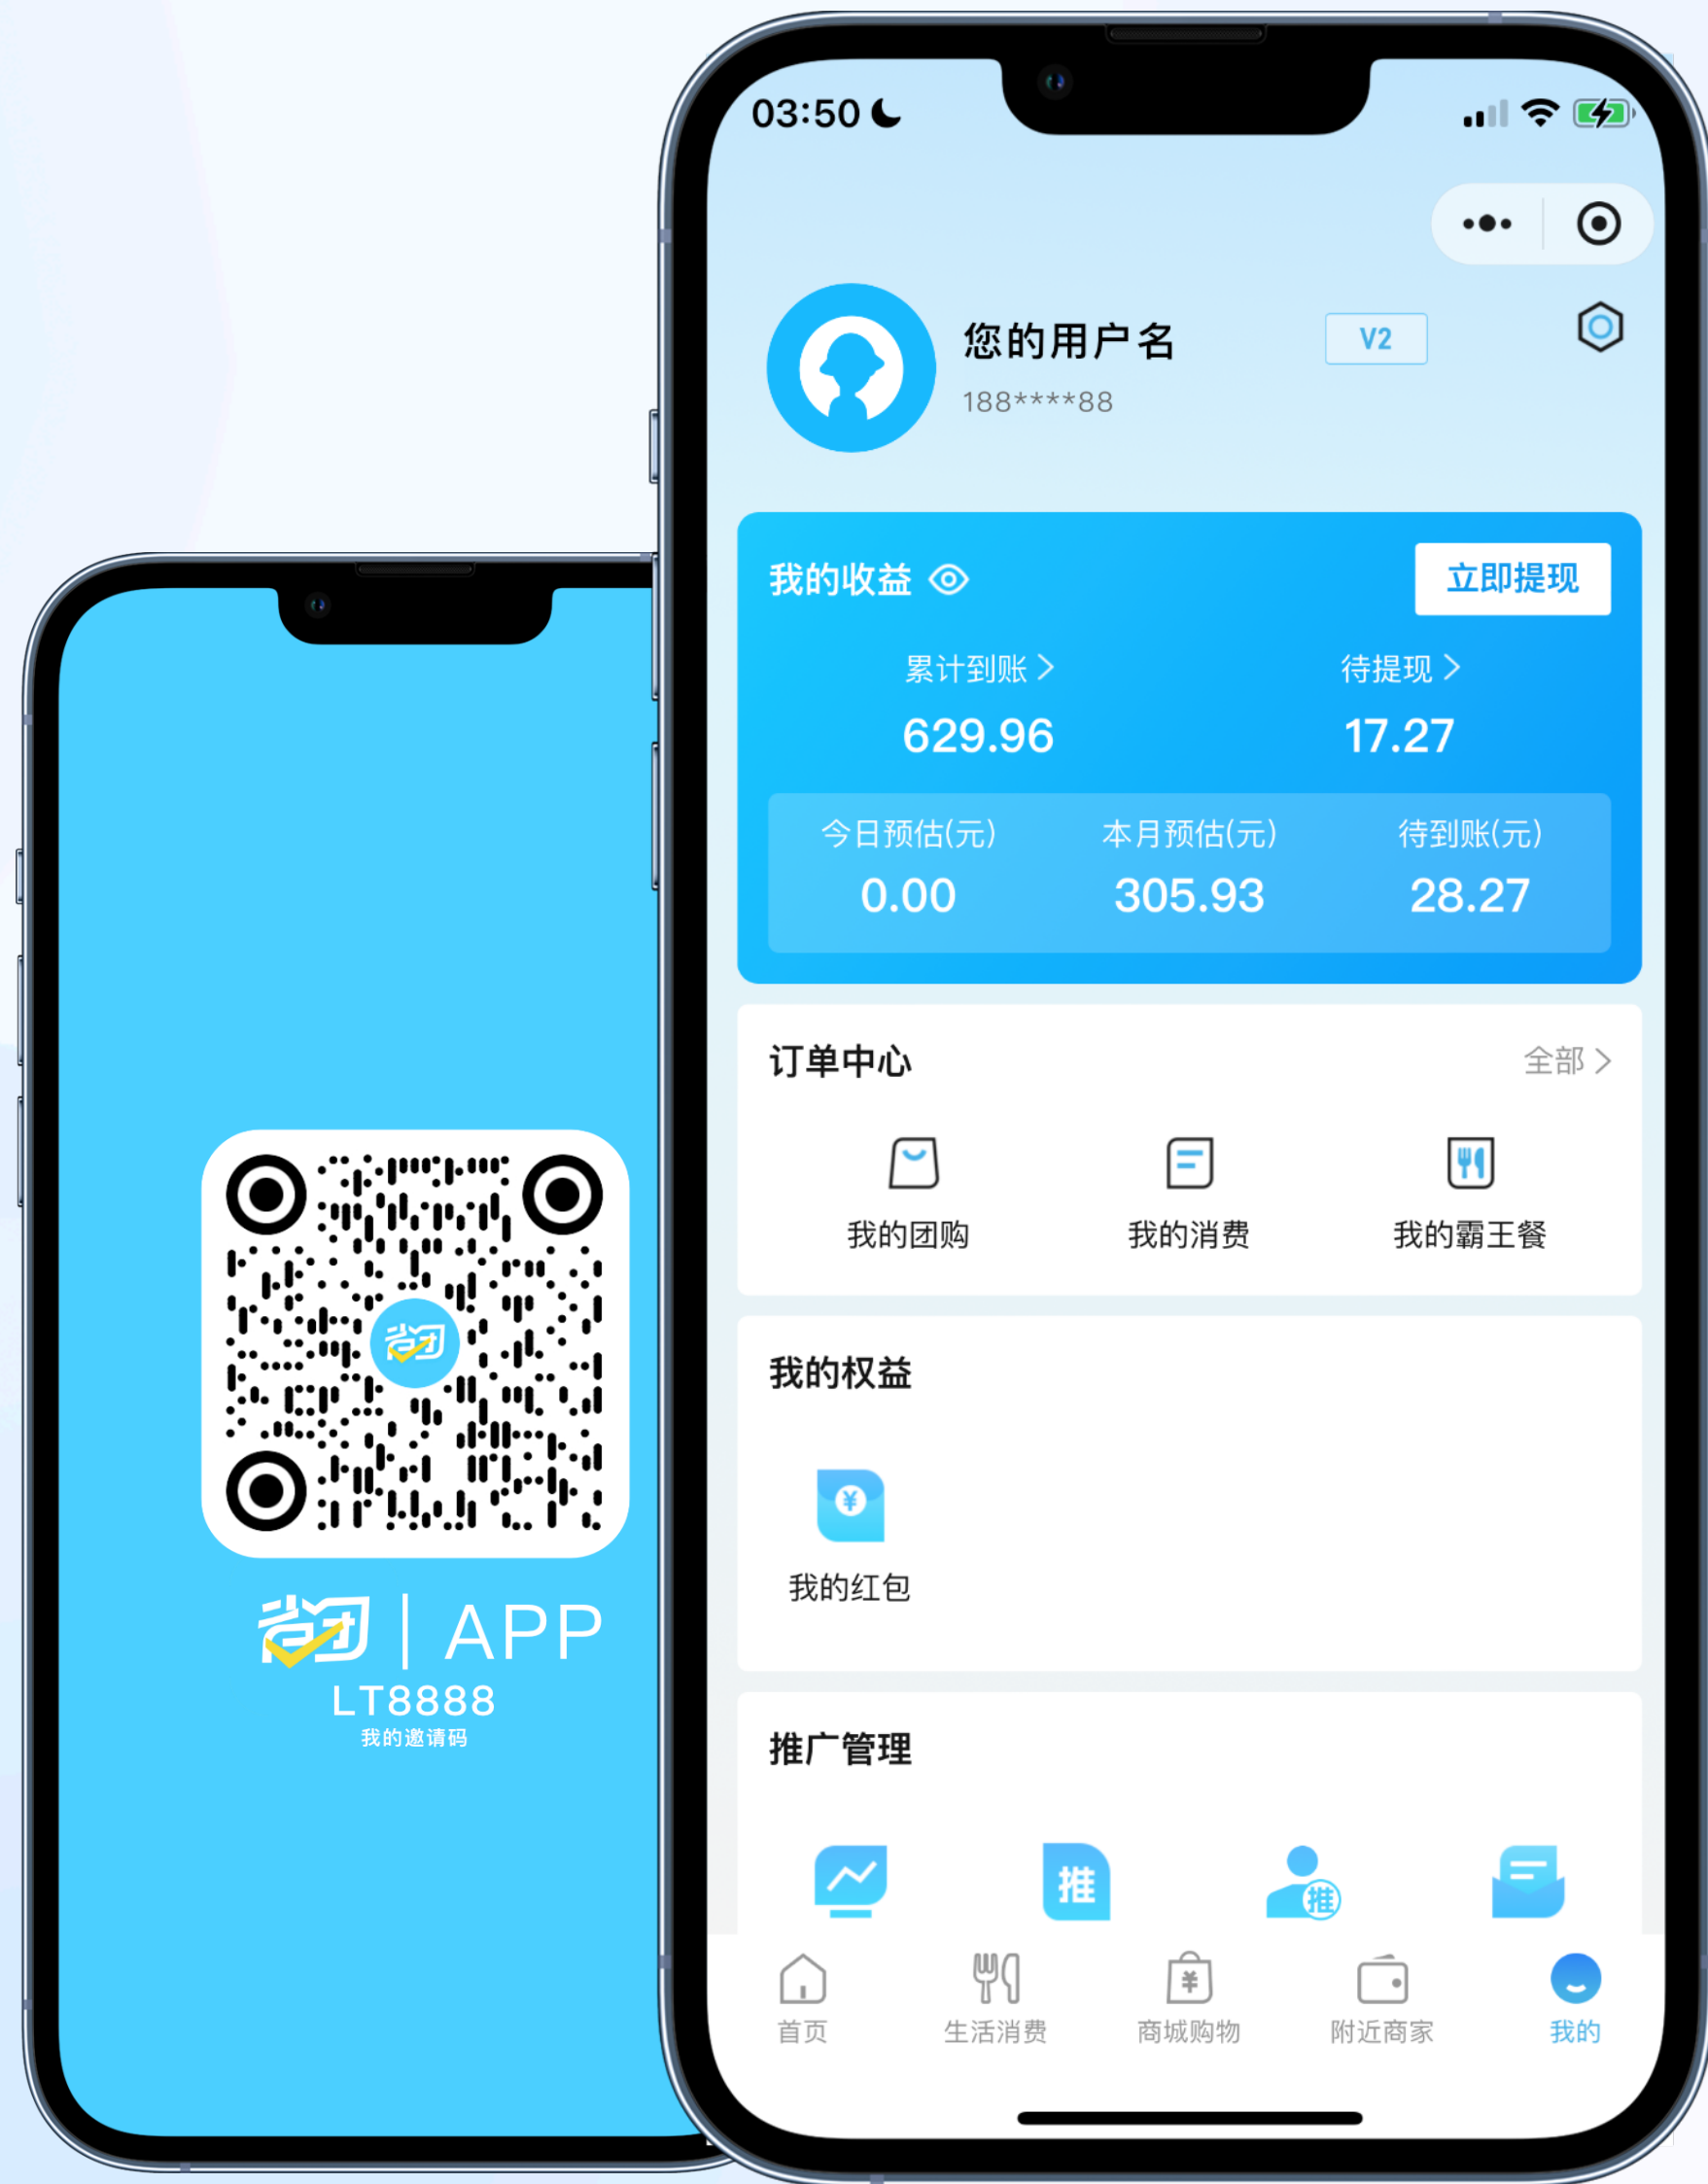 03:50
您的用户名
V2
188****88
我的收益
立即提现
累计到账
待提现
629.96
17.27
今日预估(元)
本月预估(元)
待到账(元)
0.00
305.93
28.27
订单中心
全部
我的团购
我的消费
我的霸王餐
我的权益
¥
我的红包
推广管理
推
推
¥
首页
生活消费
商城购物
附近商家
我的
省团
省团
APP
LT8888
我的邀请码